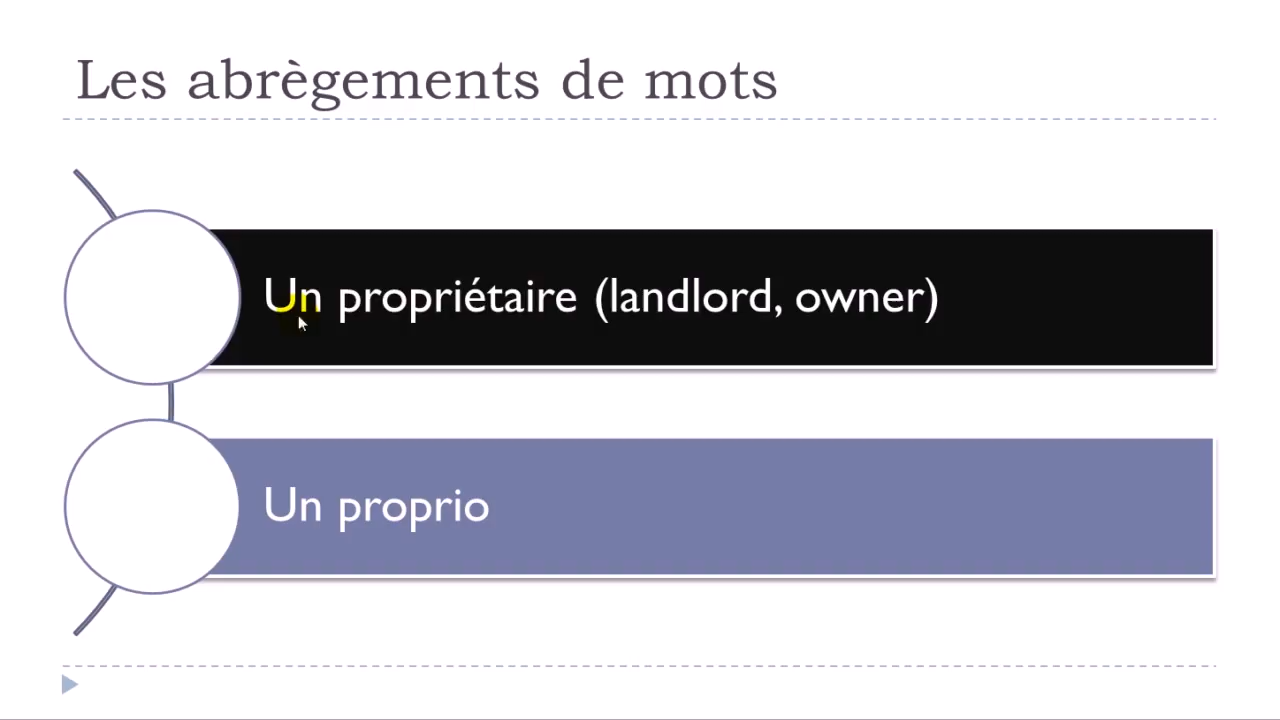 Les abrègements de mots
Un propriétaire (landlord, owner)
Un proprio